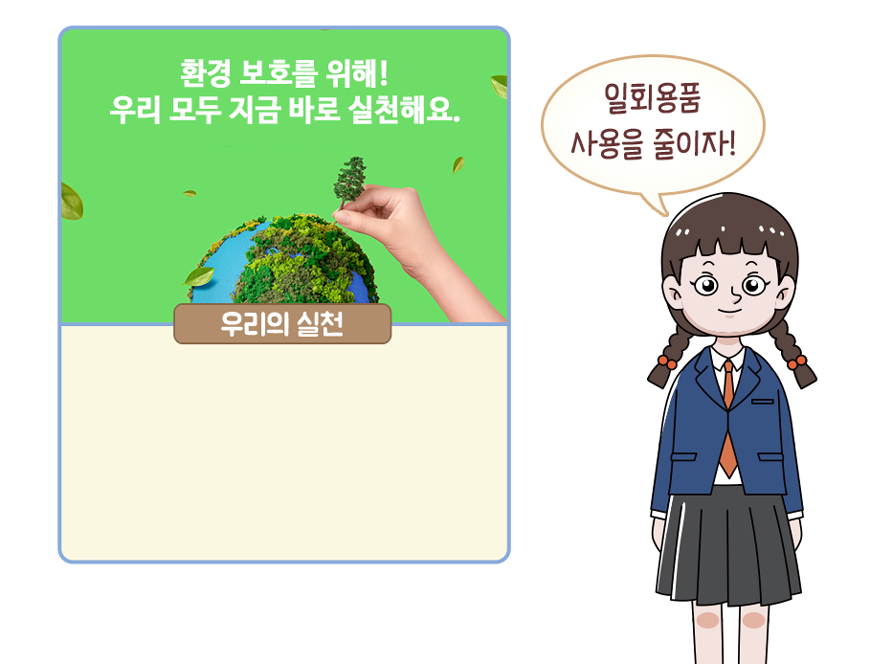 환경 보호를 위해!
우리 모두 지금 바로 실천해요.
우리의 실천
일회용품
사용을 줄이자!